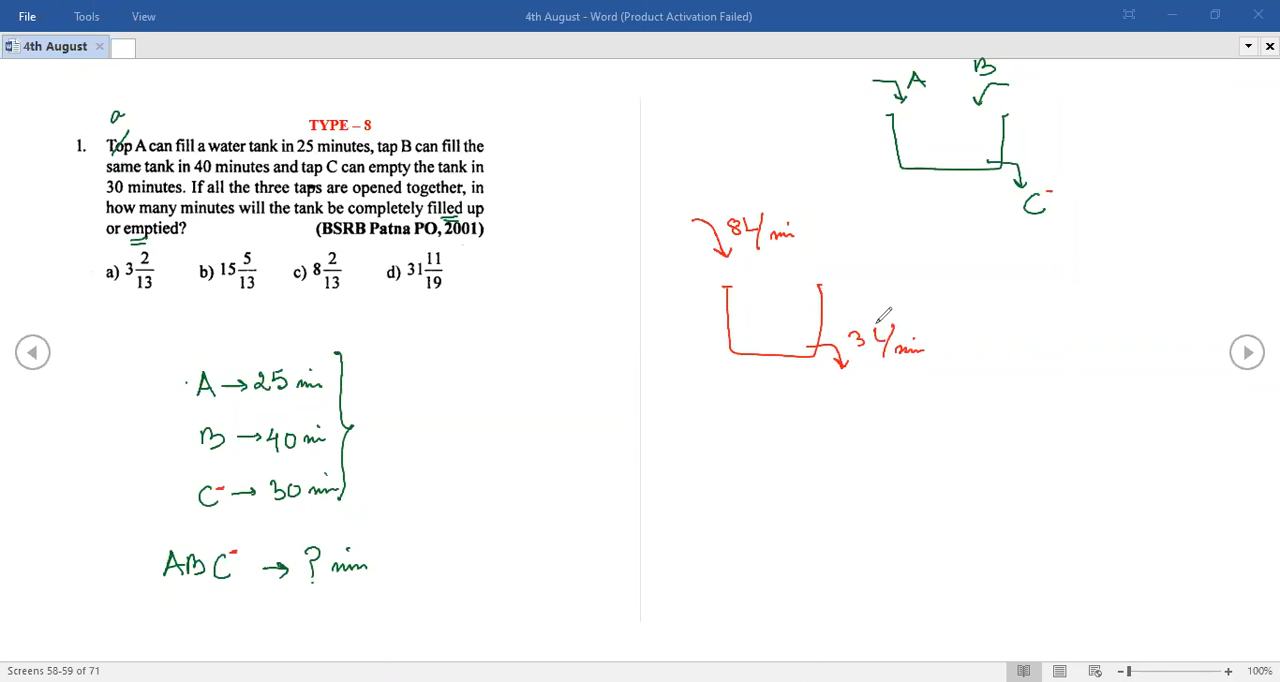 File Tools View
4th August - Word (Product Activation Failed)
4th August
TYPE – 8
a
1. Top A can fill a water tank in 25 minutes, tap B can fill the
same tank in 40 minutes and tap C can empty the tank in
30 minutes. If all the three taps are opened together, in
how many minutes will the tank be completely filled up
or emptied? (BSRB Patna PO, 2001)
a) 3 2/13 b) 15 5/13 c) 8 2/13 d) 31 11/19
A → 25 min
B → 40 mi
C⁻ → 30 min
ABC⁻ → ? min
A B
C⁻
8L/min
3L/min
Screens 58-59 of 71
100%